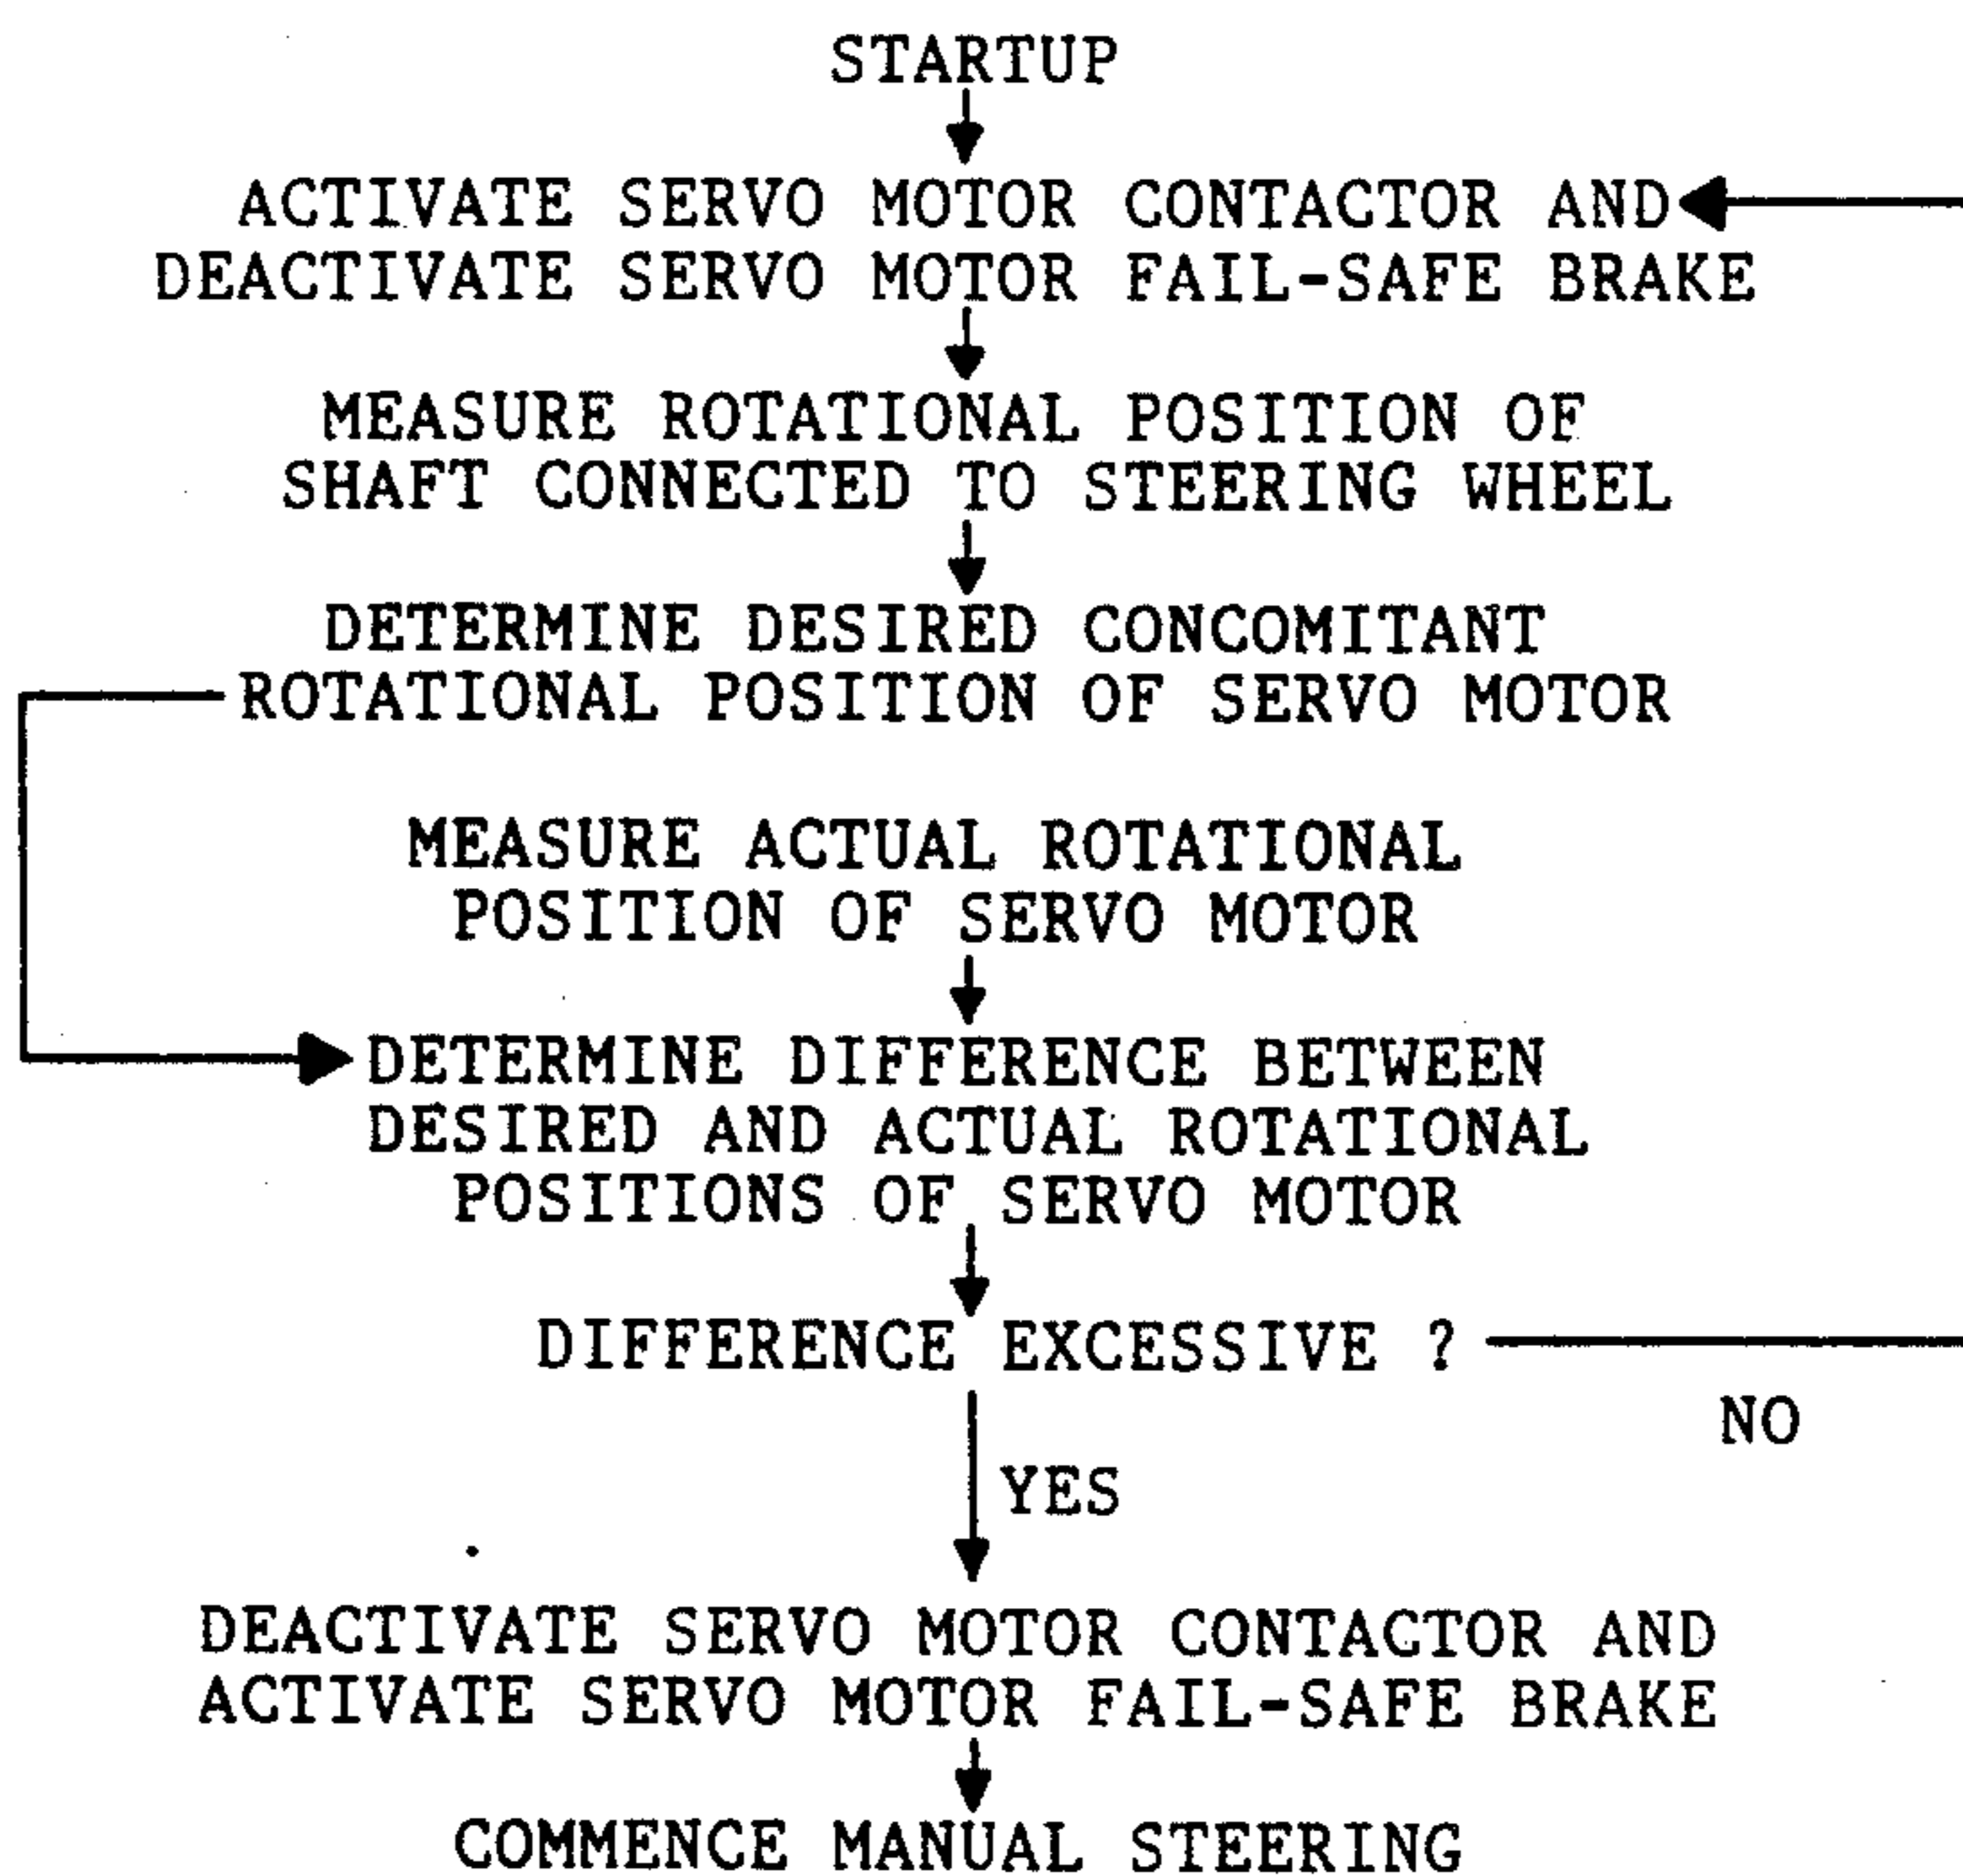 STARTUP
ACTIVATE SERVO MOTOR CONTACTOR AND
DEACTIVATE SERVO MOTOR FAIL-SAFE BRAKE
MEASURE ROTATIONAL POSITION OF
SHAFT CONNECTED TO STEERING WHEEL
DETERMINE DESIRED CONCOMITANT
ROTATIONAL POSITION OF SERVO MOTOR
MEASURE ACTUAL ROTATIONAL
POSITION OF SERVO MOTOR
DETERMINE DIFFERENCE BETWEEN
DESIRED AND ACTUAL ROTATIONAL
POSITIONS OF SERVO MOTOR
DIFFERENCE EXCESSIVE ?
NO
YES
DEACTIVATE SERVO MOTOR CONTACTOR AND
ACTIVATE SERVO MOTOR FAIL-SAFE BRAKE
COMMENCE MANUAL STEERING